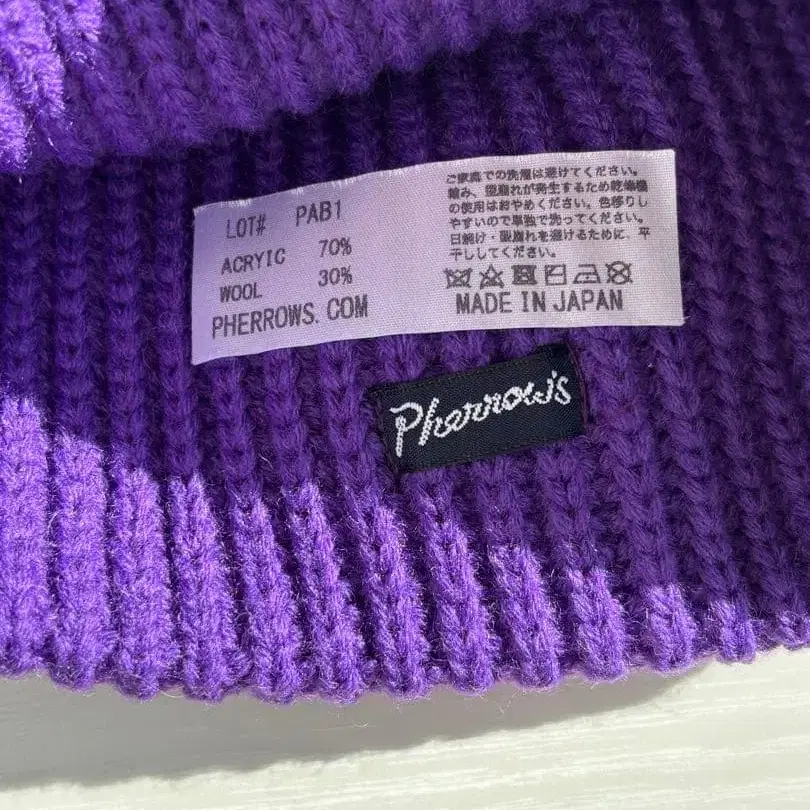 LOT# PAB1
ACRYIC 70%
WOOL 30%
PHERROWS.COM
ご家庭での洗濯は避けてください。
縮み、型崩れが発生するため乾燥機
の使用はおやめください。色移りし
やすいので単独で洗ってください。
日焼け・型崩れを避けるために、平
干ししてください。
MADE IN JAPAN
Pherrow's